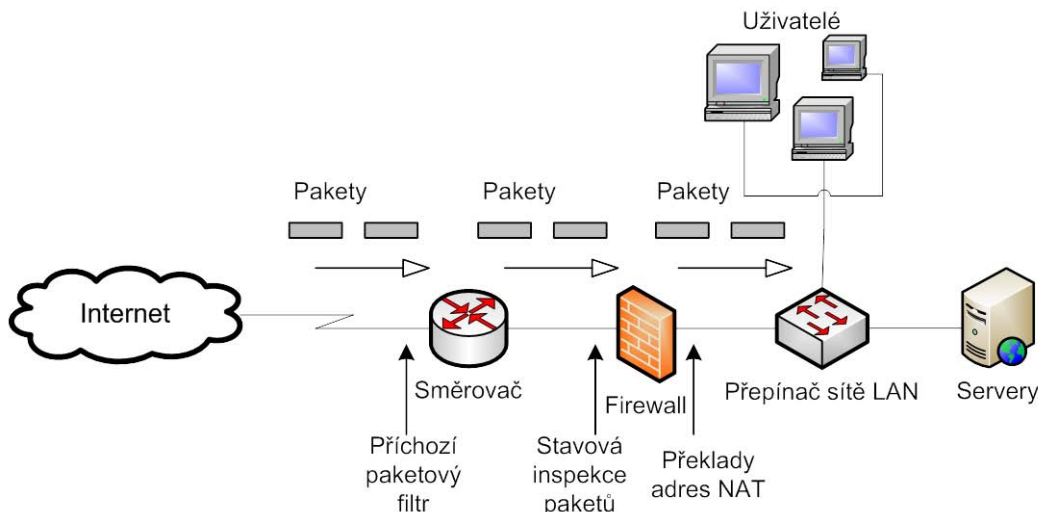 Uživatelé
Pakety
Pakety
Pakety
Internet
Směrovač
Firewall
Přepínač sítě LAN
Servery
Příchozí
paketový
filtr
Stavová
inspekce
paketů
Překlady
adres NAT